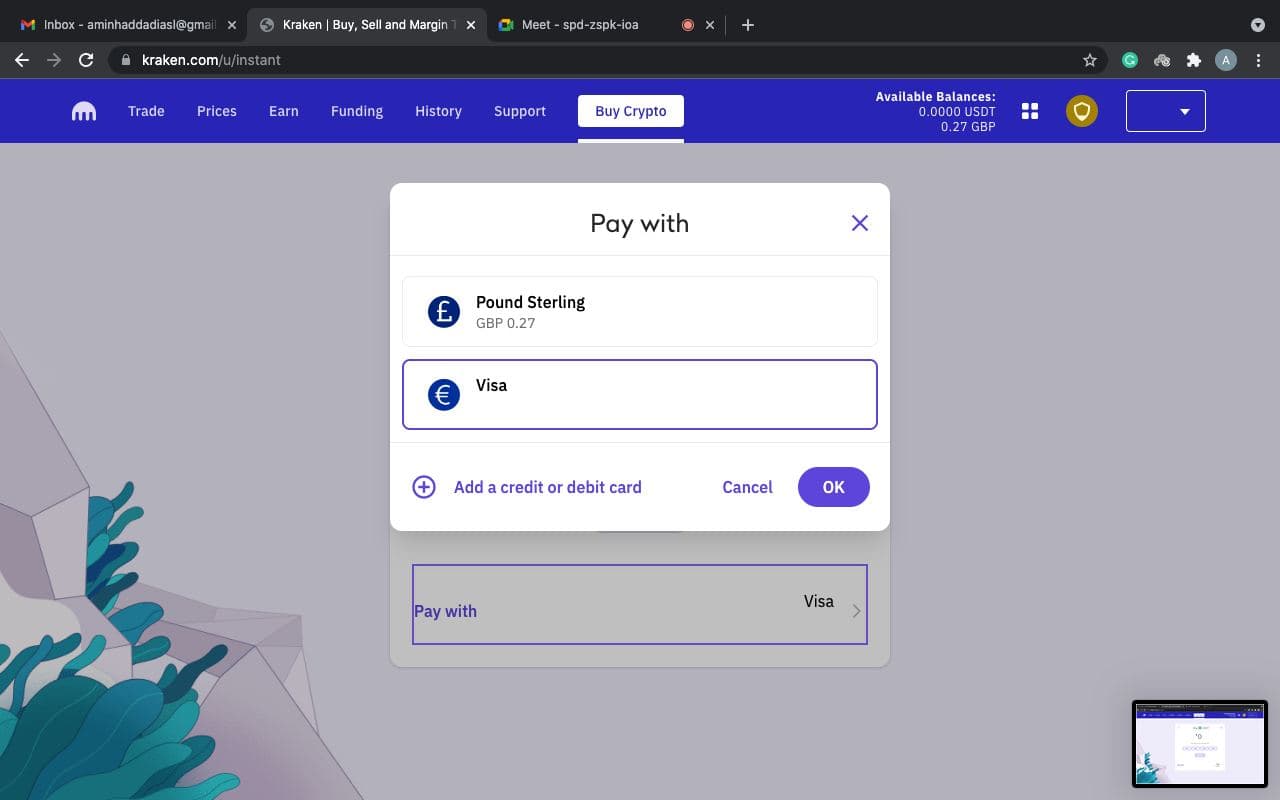 Inbox - aminhaddadiasl@gmai
Kraken | Buy, Sell and Margin T
Meet - spd-zspk-ioa
kraken.com/u/instant
A
Trade
Prices
Earn
Funding
History
Support
Buy Crypto
Available Balances:
0.0000 USDT
0.27 GBP
Pay with
£
Pound Sterling
GBP 0.27
€
Visa
Add a credit or debit card
Cancel
OK
Pay with
Visa